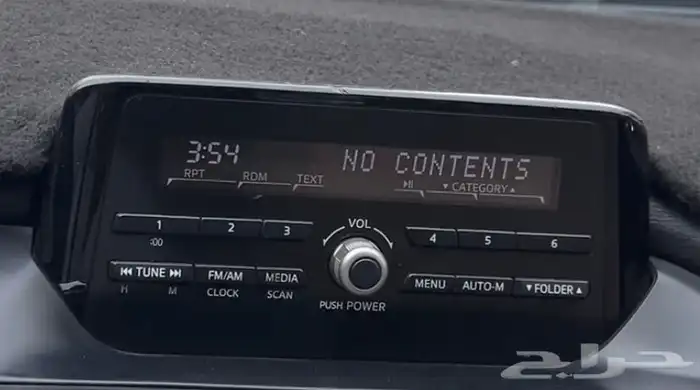 3:54 NO CONTENTS
RPT RDM TEXT ▼ CATEGORY ▲
VOL
1 2 3 4 5 6
:00
TUNE FM/AM MEDIA MENU AUTO-M ▼ FOLDER ▲
H M CLOCK SCAN
PUSH POWER
حراج